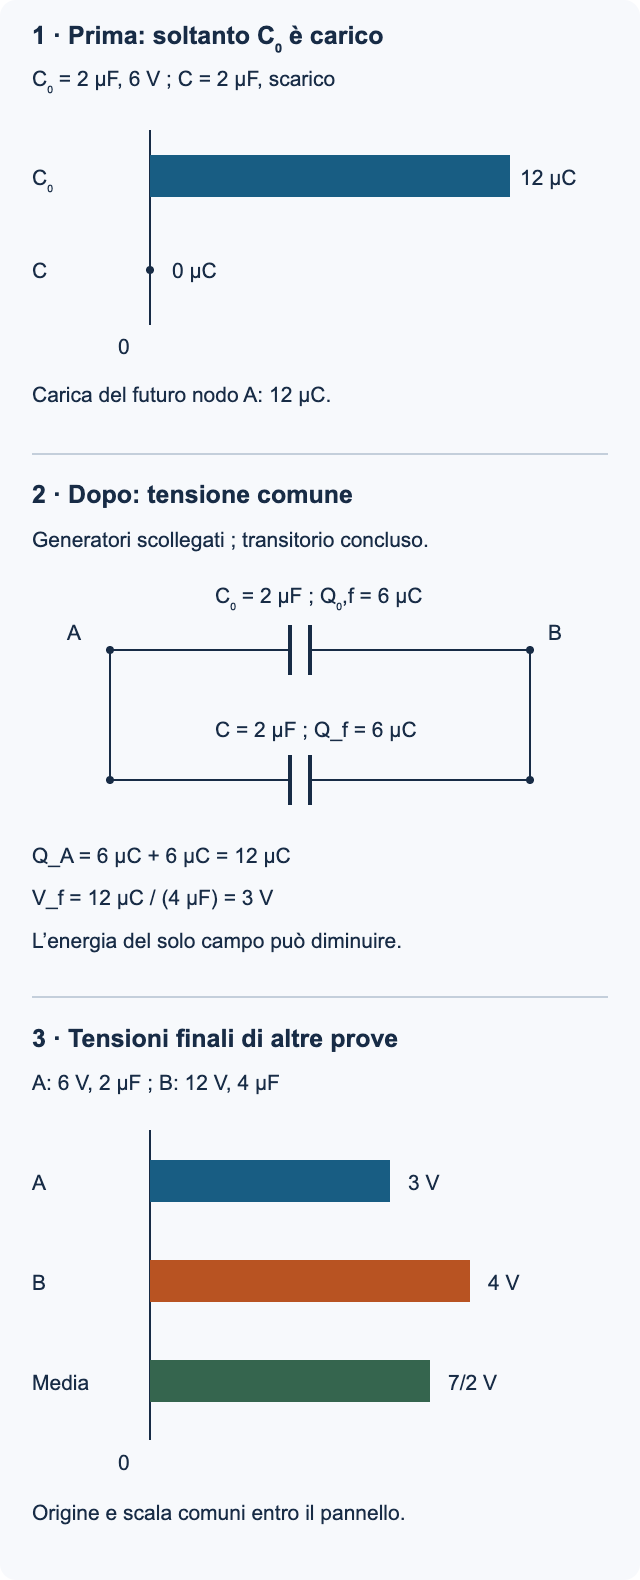 1 · Prima: soltanto C₀ è carico
C₀ = 2 µF, 6 V ; C = 2 µF, scarico
C₀
12 µC
C
0 µC
0
Carica del futuro nodo A: 12 µC.
2 · Dopo: tensione comune
Generatori scollegati ; transitorio concluso.
C₀ = 2 µF ; Q₀,f = 6 µC
A
B
C = 2 µF ; Q_f = 6 µC
Q_A = 6 µC + 6 µC = 12 µC
V_f = 12 µC / (4 µF) = 3 V
L’energia del solo campo può diminuire.
3 · Tensioni finali di altre prove
A: 6 V, 2 µF ; B: 12 V, 4 µF
A
3 V
B
4 V
Media
7/2 V
0
Origine e scala comuni entro il pannello.